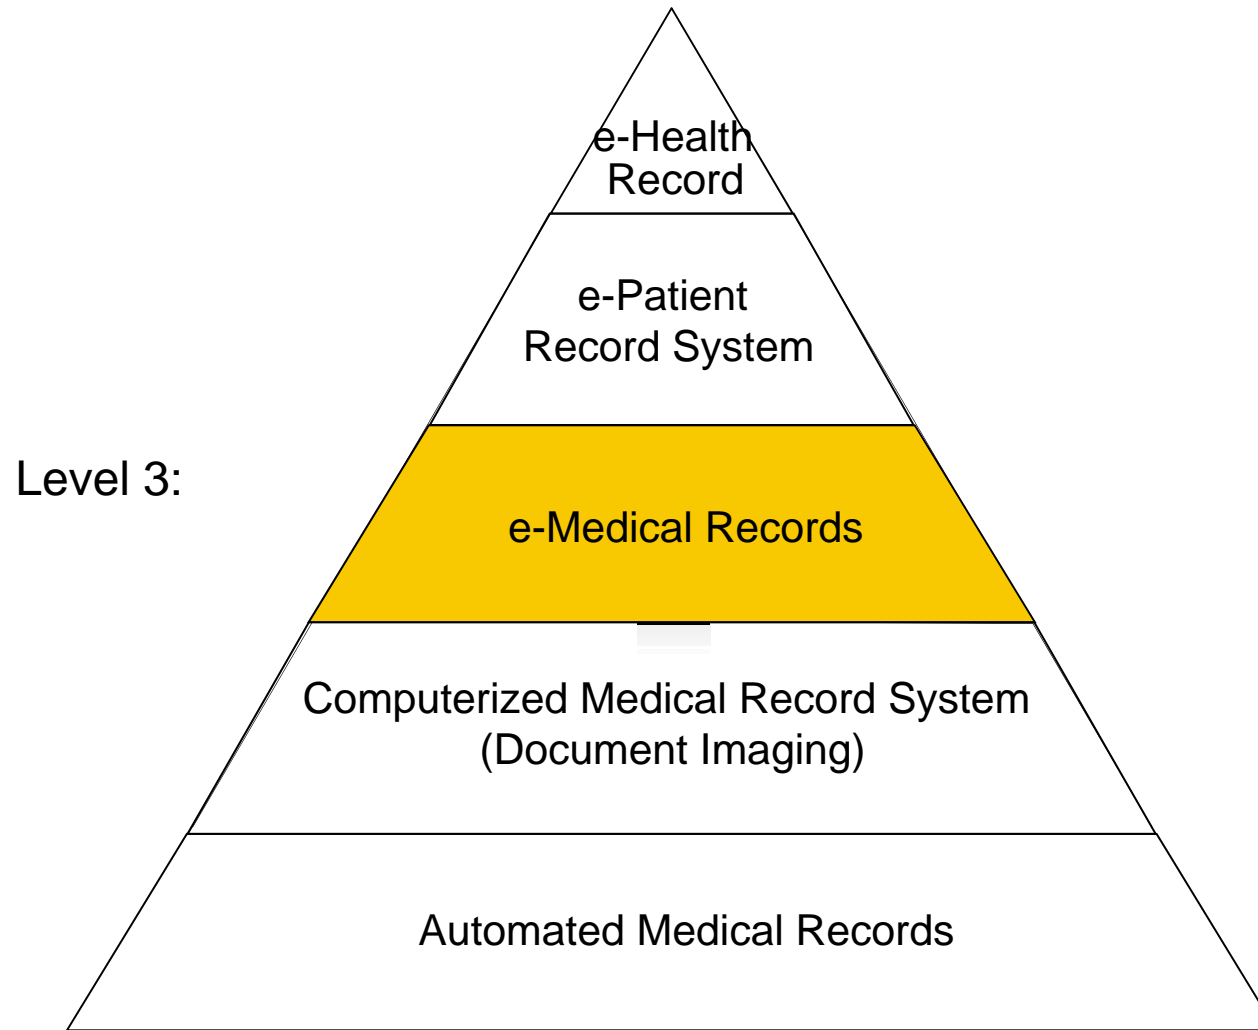 e-Health
Record
e-Patient
Record System
Level 3:
e-Medical Records
Computerized Medical Record System
(Document Imaging)
Automated Medical Records